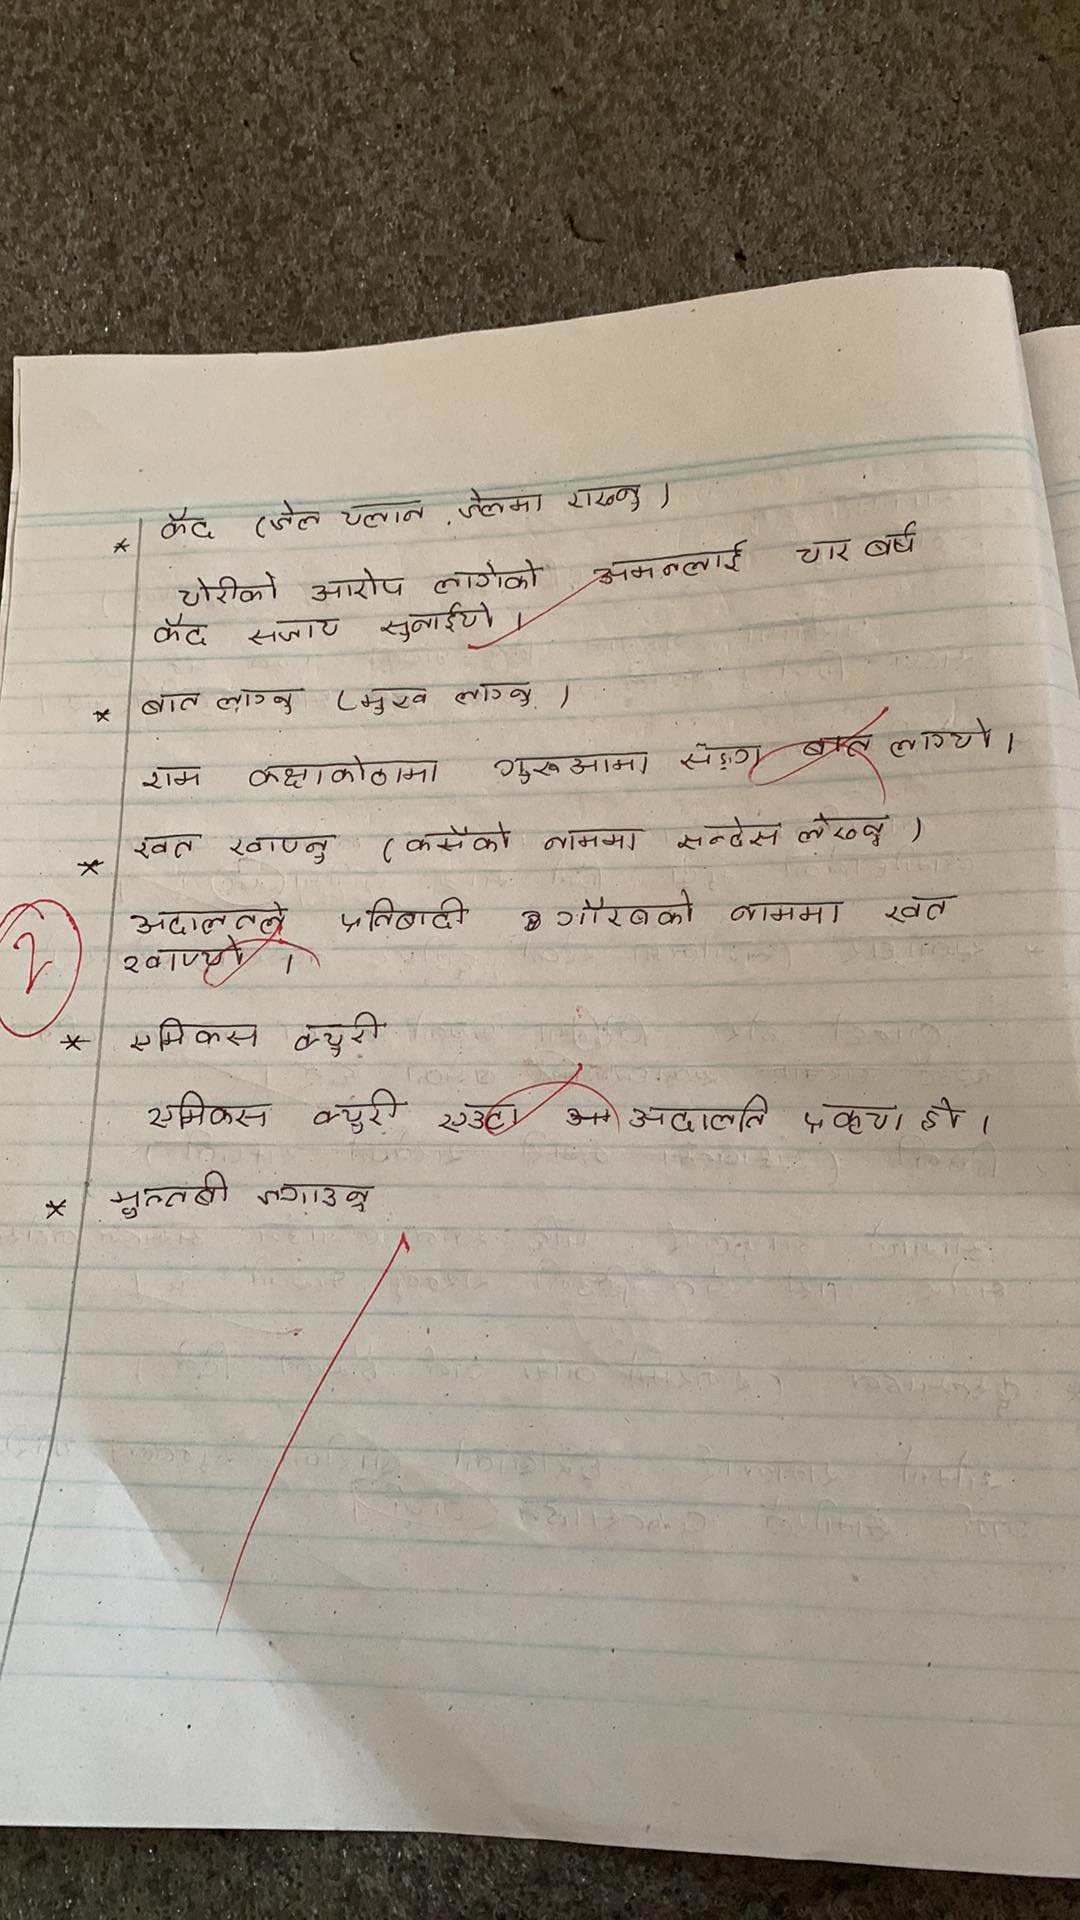 * कैद (जेल चलान, जेलमा राख्नु)
चोरीको आरोप लागेको अमनलाई चार बर्ष
कैद सजाय सुनाईयो।
* बात लाग्नु (मुख लाग्नु)
राम कक्षाकोठामा गुरूआमा सँङ्ग बात लाग्यो।
* खत खाप्नु (कसैको नाममा सन्देस लेख्नु)
अदालतले प्रतिबादी गौरबको नाममा खत
खाप्यो।
2
* एमिकस क्युरी
एमिकस क्युरी एउटा अदालति प्रकृया हो।
* मुल्तबी जगाउनु